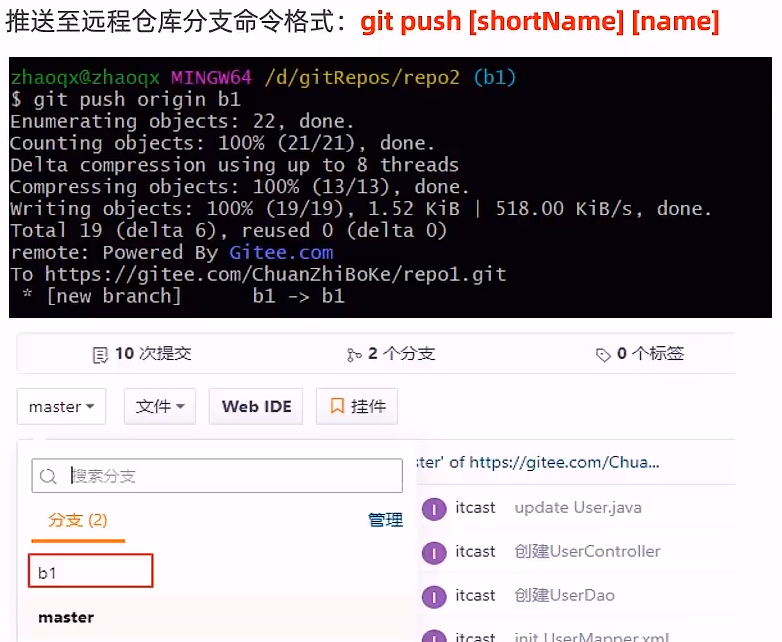 推送至远程仓库分支命令格式：git push [shortName] [name]
zhaoqx@zhaoqx MINGW64 /d/gitRepos/repo2 (b1)
$ git push origin b1
Enumerating objects: 22, done.
Counting objects: 100% (21/21), done.
Delta compression using up to 8 threads
Compressing objects: 100% (13/13), done.
Writing objects: 100% (19/19), 1.52 KiB | 518.00 KiB/s, done.
Total 19 (delta 6), reused 0 (delta 0)
remote: Powered By Gitee.com
To https://gitee.com/ChuanZhiBoKe/repo1.git
* [new branch] b1 -> b1
10 次提交 2 个分支 0 个标签
master 文件 Web IDE 挂件
ster' of https://gitee.com/Chua...
搜索分支
分支 (2) 管理
itcast update User.java
itcast 创建UserController
b1
itcast 创建UserDao
master
itcast init UserMapper.xml